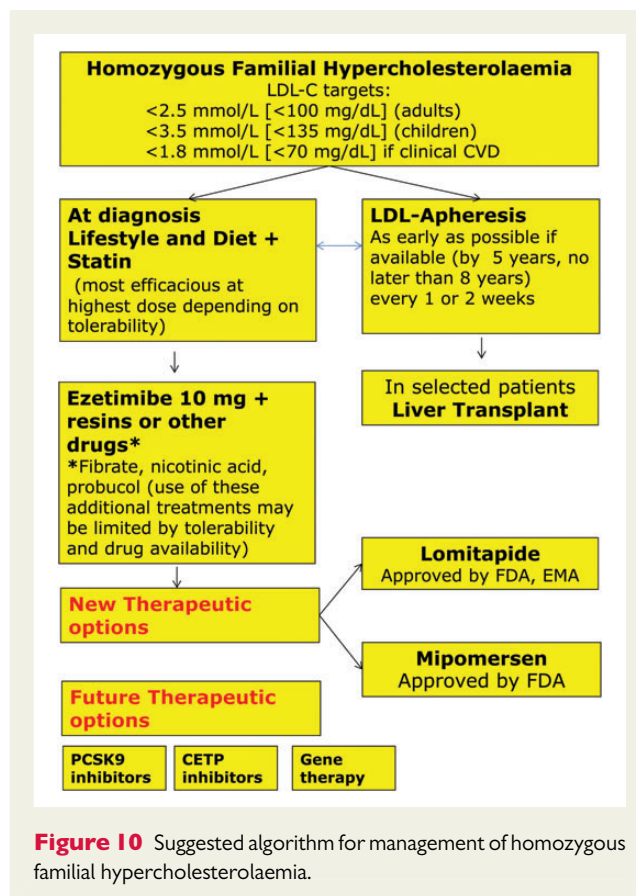 Homozygous Familial Hypercholesterolaemia
LDL-C targets:
<2.5 mmol/L [<100 mg/dL] (adults)
<3.5 mmol/L [<135 mg/dL] (children)
<1.8 mmol/L [<70 mg/dL] if clinical CVD
At diagnosis
Lifestyle and Diet +
Statin
(most efficacious at
highest dose depending on
tolerability)
LDL-Apheresis
As early as possible if
available (by 5 years, no
later than 8 years)
every 1 or 2 weeks
Ezetimibe 10 mg +
resins or other
drugs*
*Fibrate, nicotinic acid,
probucol (use of these
additional treatments may
be limited by tolerability
and drug availability)
In selected patients
Liver Transplant
New Therapeutic
options
Lomitapide
Approved by FDA, EMA
Mipomersen
Approved by FDA
Future Therapeutic
options
PCSK9
inhibitors
CETP
inhibitors
Gene
therapy
Figure 10 Suggested algorithm for management of homozygous
familial hypercholesterolaemia.